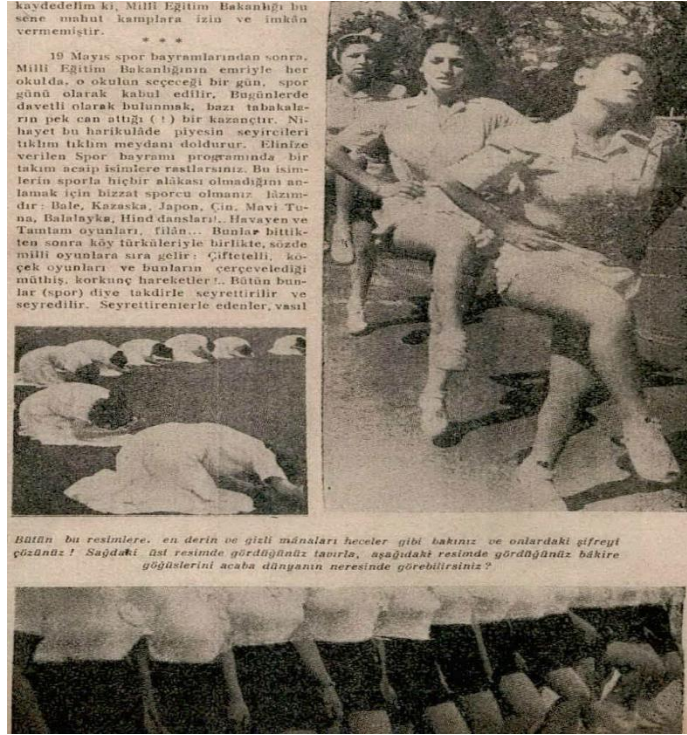 kaydedelim ki, Millî Eğitim Bakanlığı bu
sene mahut kamplara izin ve imkân
vermemiştir.
* * *
19 Mayıs spor bayramlarından sonra,
Millî Eğitim Bakanlığının emriyle her
okulda, o okulun seçeceği bir gün, spor
günü olarak kabul edilir. Bugünlerde
davetli olarak bulunmak, bazı tabakala-
rın pek can attığı (!) bir kazançtır. Ni-
hayet bu harikulâde piyesin seyircileri
tıklım tıklım meydanı doldurur. Elinize
verilen Spor bayramı programında bir
takım acaip isimlere rastlarsınız. Bu isim-
lerin sporla hiçbir alâkası olmadığını an-
lamak için bizzat sporcu olmanız lâzım-
dır: Bale, Kazaska, Japon, Çin, Mavi Tu-
na, Balalayka, Hind dansları!.. Havayen ve
Tamtam oyunları, filân... Bunlar bittik-
ten sonra köy türküleriyle birlikte, sözde
millî oyunlara sıra gelir: Çiftetelli, kö-
çek oyunları ve bunların çerçevelediği
müthiş, korkunç hareketler!.. Bütün bun-
lar (spor) diye takdirle seyrettirilir ve
seyredilir. Seyrettirenlerle edenler, vasıl
Bütün bu resimlere, en derin ve gizli mânaları heceler gibi bakınız ve onlardaki şifreyi
çözünüz! Sağdaki üst resimde gördüğünüz tavırla, aşağıdaki resimde gördüğünüz bâkire
göğüslerini acaba dünyanın neresinde görebilirsiniz?